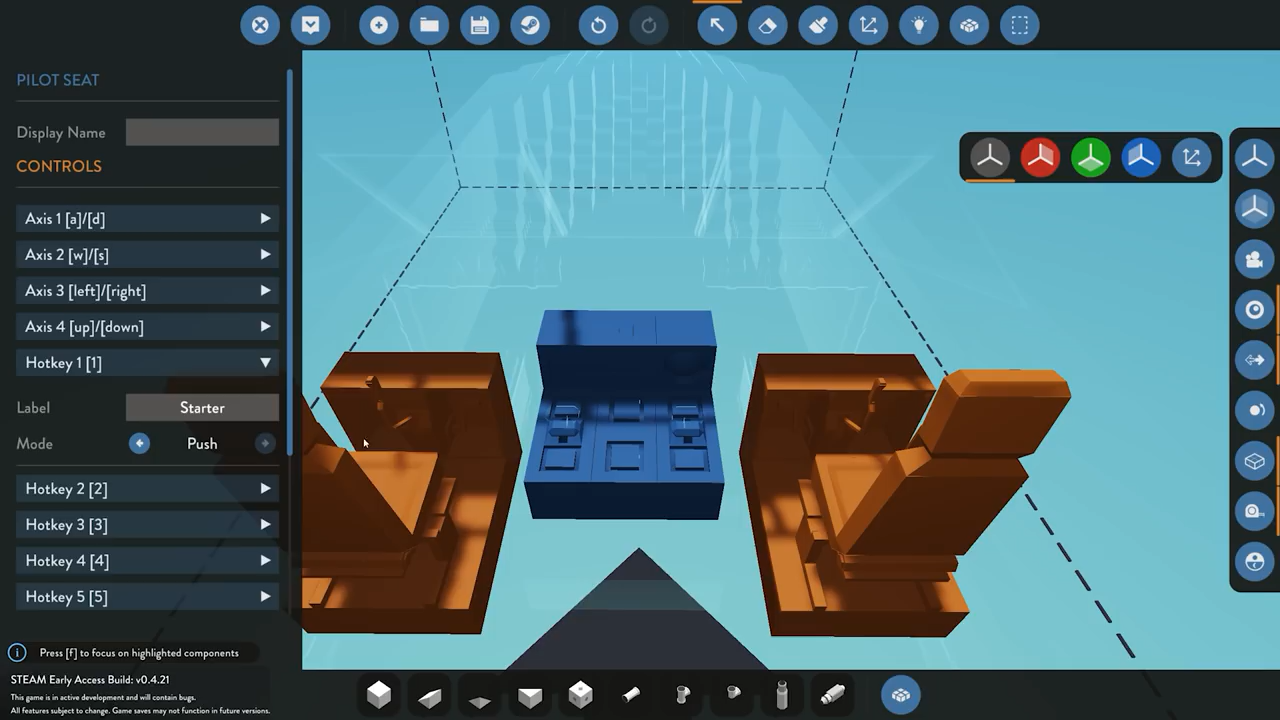 PILOT SEAT
Display Name
CONTROLS
Axis 1 [a]/[d]
Axis 2 [w]/[s]
Axis 3 [left]/[right]
Axis 4 [up]/[down]
Hotkey 1 [1]
Label Starter
Mode Push
Hotkey 2 [2]
Hotkey 3 [3]
Hotkey 4 [4]
Hotkey 5 [5]
Press [f] to focus on highlighted components
STEAM Early Access Build: v0.4.21
This game is in active development and will contain bugs.
All features subject to change. Game saves may not function in future versions.